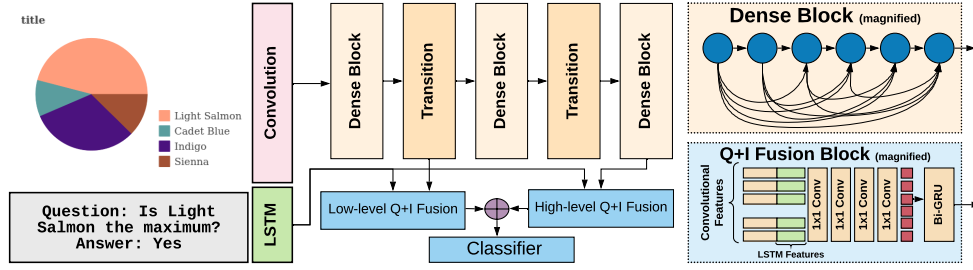 title
Light Salmon
Cadet Blue
Indigo
Sienna
Question: Is Light
Salmon the maximum?
Answer: Yes
Convolution
LSTM
Dense Block
Transition
Dense Block
Transition
Dense Block
Low-level Q+I Fusion
High-level Q+I Fusion
Classifier
Dense Block (magnified)
Q+I Fusion Block (magnified)
Convolutional
Features
1x1 Conv
1x1 Conv
1x1 Conv
1x1 Conv
Bi-GRU
LSTM Features